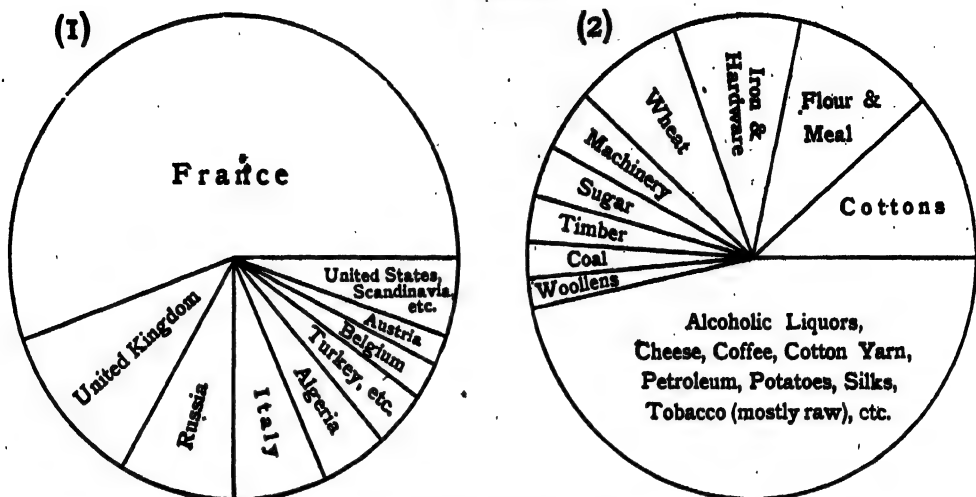 (1)
France
United States,
Scandinavia,
etc.
Austria
Belgium
Turkey, etc.
Algeria
Italy
Russia
United Kingdom
(2)
Cottons
Flour &
Meal
Iron &
Hardware
Wheat
Machinery
Sugar
Timber
Coal
Woollens
Alcoholic Liquors,
Cheese, Coffee, Cotton Yarn,
Petroleum, Potatoes, Silks,
Tobacco (mostly raw), etc.